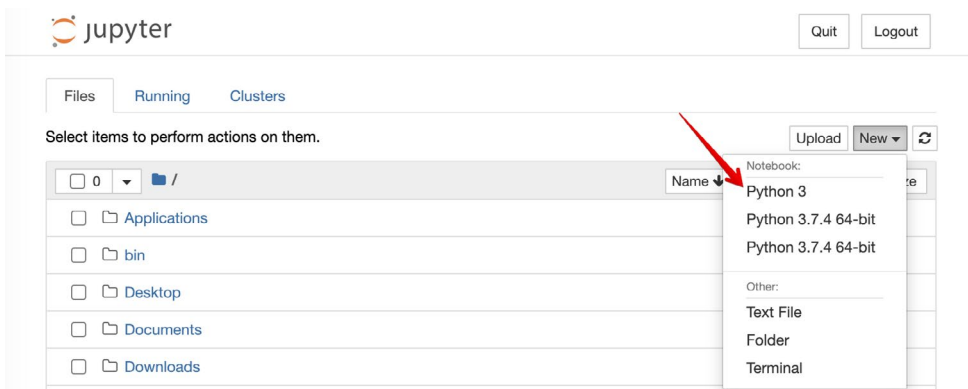 jupyter
Quit Logout
Files Running Clusters
Select items to perform actions on them.
Upload New
0 / Name
Notebook:
Python 3
Python 3.7.4 64-bit
Python 3.7.4 64-bit
Other:
Text File
Folder
Terminal
Applications
bin
Desktop
Documents
Downloads